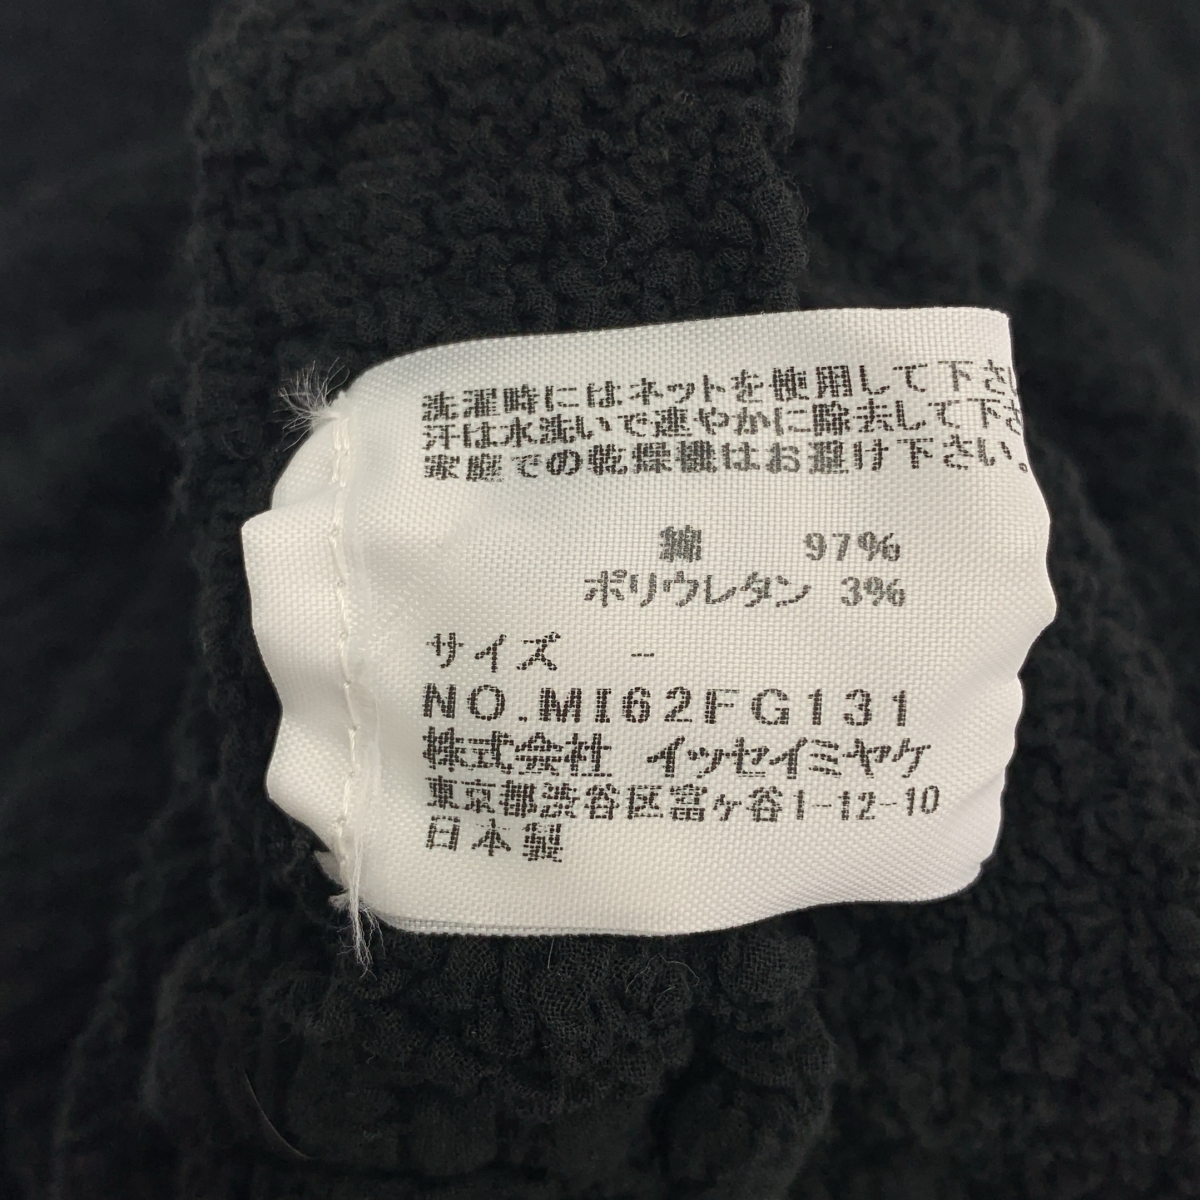 洗濯時にはネットを使用して下さ
汗は水洗いで速やかに除去して下さ
家庭での乾燥機はお避け下さい。
綿 97%
ポリウレタン 3%
サイズ -
NO.MI62FG131
株式会社 イッセイミヤケ
東京都渋谷区富ヶ谷1-12-10
日本製